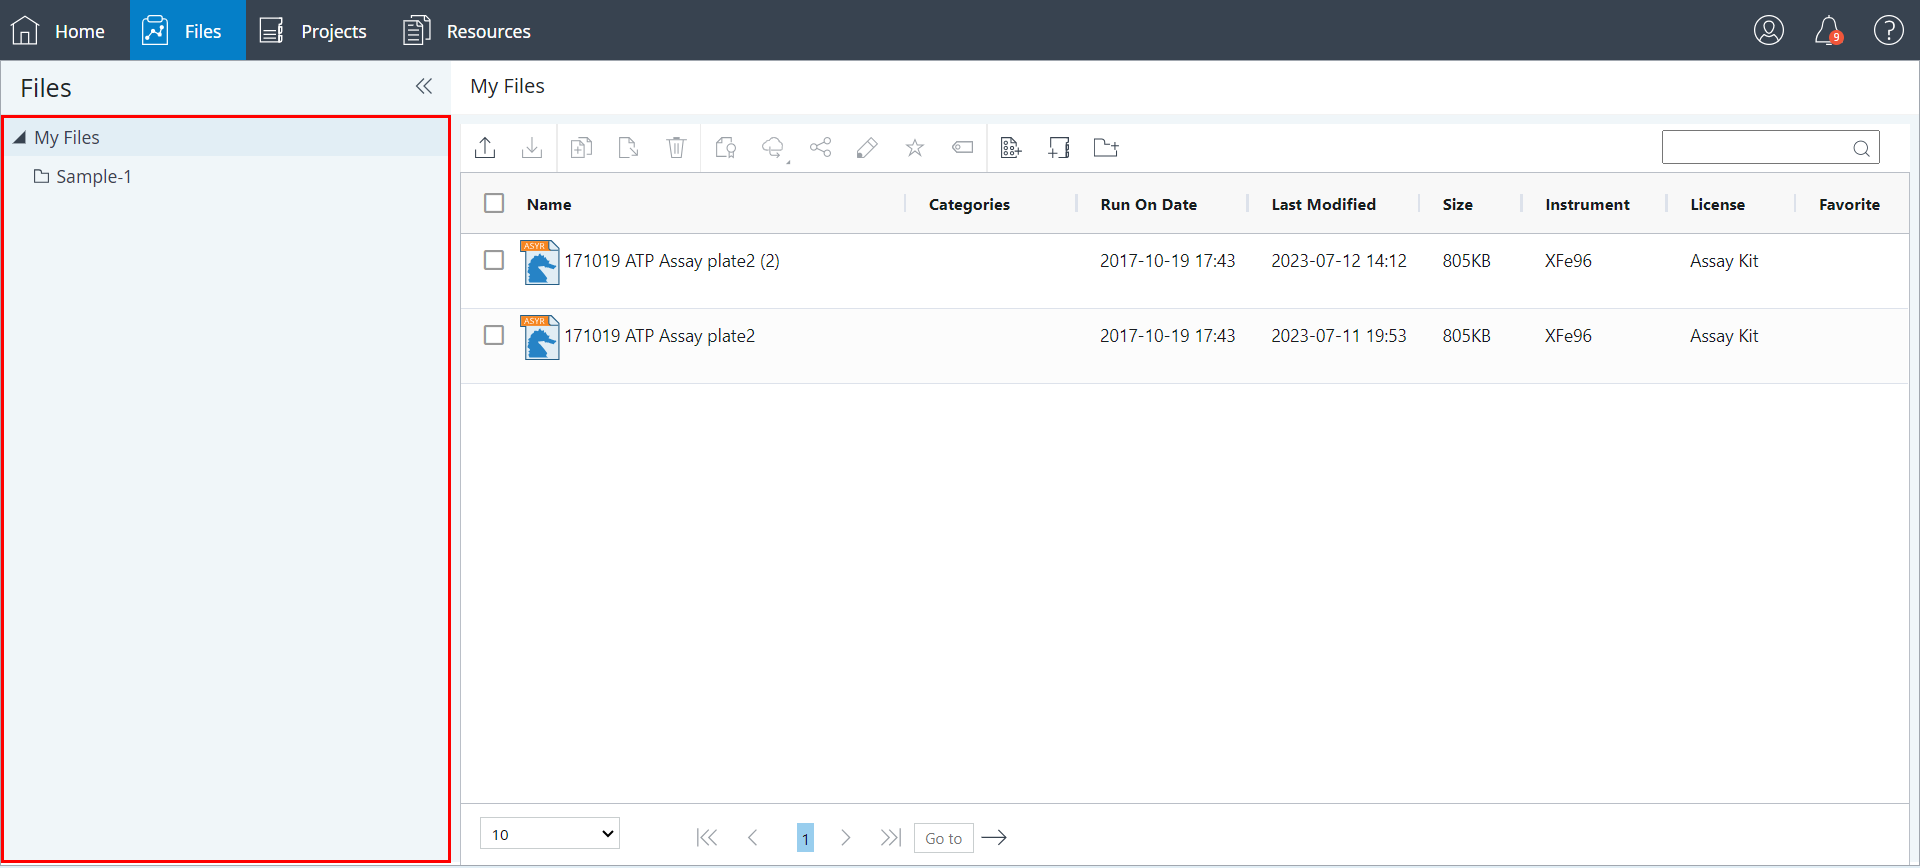 Home Files Projects Resources 9 ?
Files
My Files
Sample-1
My Files
Name Categories Run On Date Last Modified Size Instrument License Favorite
ASYR 171019 ATP Assay plate2 (2) 2017-10-19 17:43 2023-07-12 14:12 805KB XFe96 Assay Kit
ASYR 171019 ATP Assay plate2 2017-10-19 17:43 2023-07-11 19:53 805KB XFe96 Assay Kit
10 1 Go to